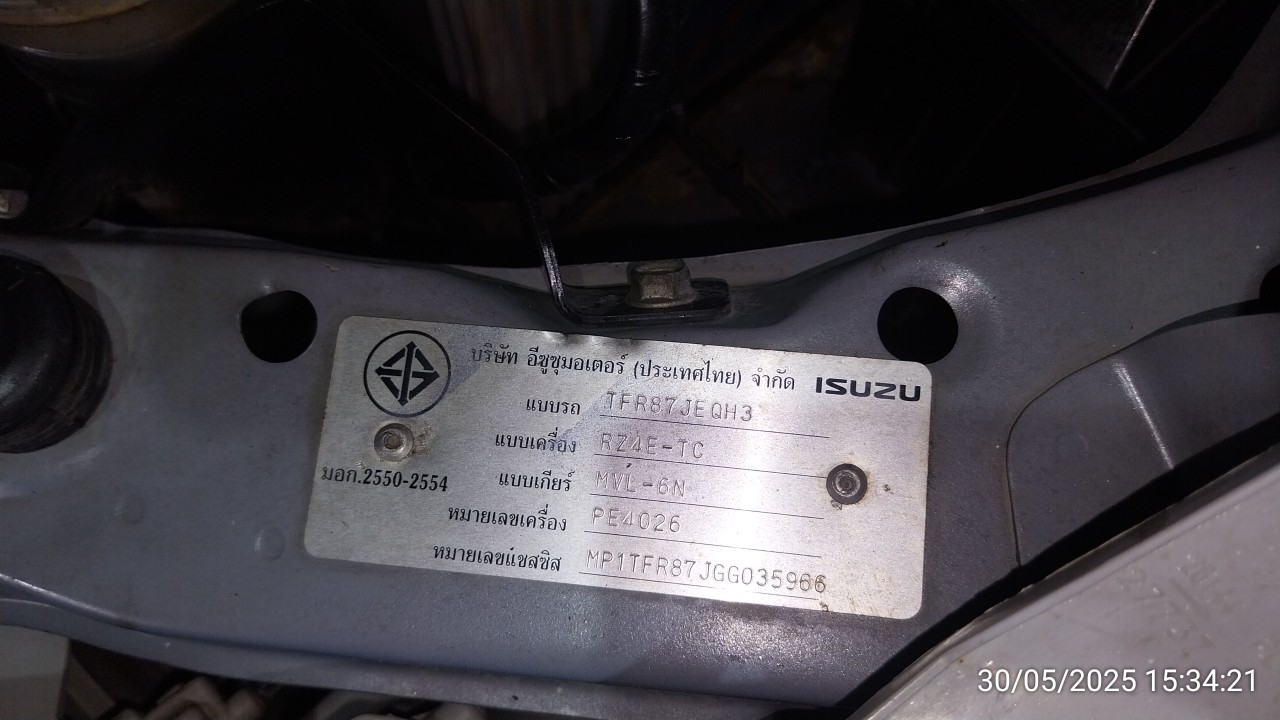 บริษัท อีซูซุมอเตอร์ (ประเทศไทย) จำกัด ISUZU
แบบรถ TFR87JEQH3
แบบเครื่อง RZ4E-TC
มอก.2550-2554
แบบเกียร์ MVL-6N
หมายเลขเครื่อง PE4026
หมายเลขแชสซิส MP1TFR87JGG035966
30/05/2025 15:34:21